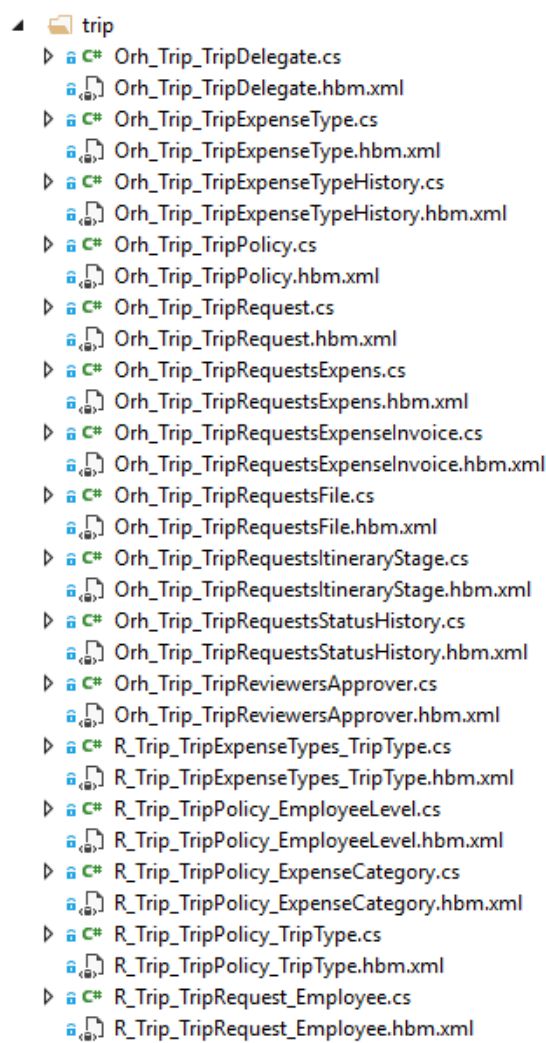 trip
C# Orh_Trip_TripDelegate.cs
Orh_Trip_TripDelegate.hbm.xml
C# Orh_Trip_TripExpenseType.cs
Orh_Trip_TripExpenseType.hbm.xml
C# Orh_Trip_TripExpenseTypeHistory.cs
Orh_Trip_TripExpenseTypeHistory.hbm.xml
C# Orh_Trip_TripPolicy.cs
Orh_Trip_TripPolicy.hbm.xml
C# Orh_Trip_TripRequest.cs
Orh_Trip_TripRequest.hbm.xml
C# Orh_Trip_TripRequestsExpens.cs
Orh_Trip_TripRequestsExpens.hbm.xml
C# Orh_Trip_TripRequestsExpenseInvoice.cs
Orh_Trip_TripRequestsExpenseInvoice.hbm.xml
C# Orh_Trip_TripRequestsFile.cs
Orh_Trip_TripRequestsFile.hbm.xml
C# Orh_Trip_TripRequestsItineraryStage.cs
Orh_Trip_TripRequestsItineraryStage.hbm.xml
C# Orh_Trip_TripRequestsStatusHistory.cs
Orh_Trip_TripRequestsStatusHistory.hbm.xml
C# Orh_Trip_TripReviewersApprover.cs
Orh_Trip_TripReviewersApprover.hbm.xml
C# R_Trip_TripExpenseTypes_TripType.cs
R_Trip_TripExpenseTypes_TripType.hbm.xml
C# R_Trip_TripPolicy_EmployeeLevel.cs
R_Trip_TripPolicy_EmployeeLevel.hbm.xml
C# R_Trip_TripPolicy_ExpenseCategory.cs
R_Trip_TripPolicy_ExpenseCategory.hbm.xml
C# R_Trip_TripPolicy_TripType.cs
R_Trip_TripPolicy_TripType.hbm.xml
C# R_Trip_TripRequest_Employee.cs
R_Trip_TripRequest_Employee.hbm.xml